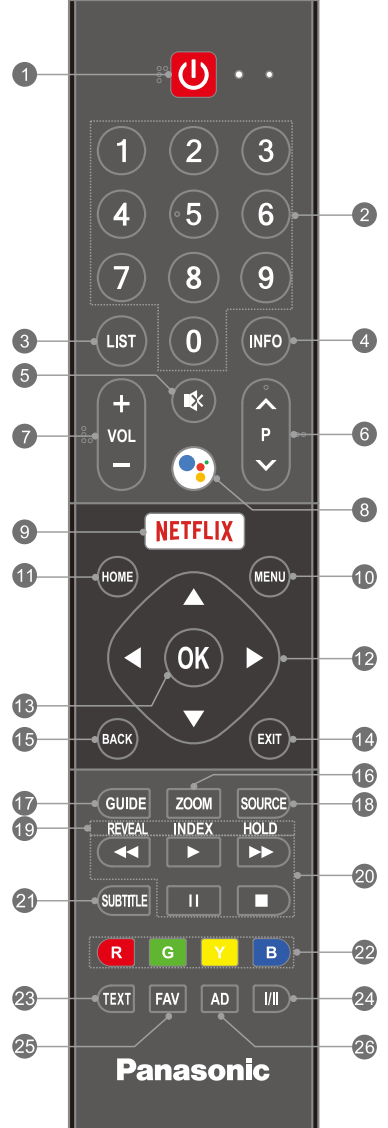 1
1 2 3
4 5 6 2
7 8 9
3 LIST 0 INFO 4
5
+ P 6
7 VOL
−
8
9 NETFLIX
11 HOME MENU 10
OK 12
13
15 BACK EXIT 14
16
17 GUIDE ZOOM SOURCE 18
19 REVEAL INDEX HOLD
20
21 SUBTITLE
R G Y B 22
23 TEXT FAV AD I/II 24
25 26
Panasonic